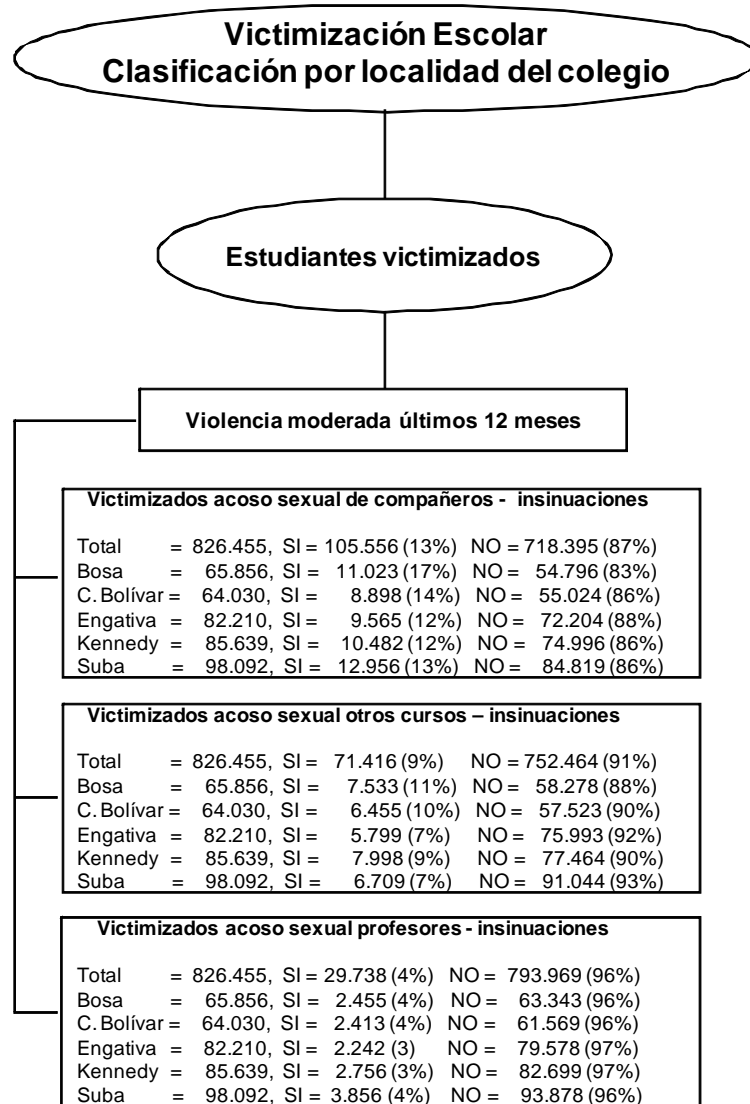 Victimización Escolar
Clasificación por localidad del colegio
Estudiantes victimizados
Violencia moderada últimos 12 meses
Victimizados acoso sexual de compañeros - insinuaciones
Total = 826.455, SI = 105.556 (13%) NO = 718.395 (87%)
Bosa = 65.856, SI = 11.023 (17%) NO = 54.796 (83%)
C. Bolívar = 64.030, SI = 8.898 (14%) NO = 55.024 (86%)
Engativa = 82.210, SI = 9.565 (12%) NO = 72.204 (88%)
Kennedy = 85.639, SI = 10.482 (12%) NO = 74.996 (86%)
Suba = 98.092, SI = 12.956 (13%) NO = 84.819 (86%)
Victimizados acoso sexual otros cursos – insinuaciones
Total = 826.455, SI = 71.416 (9%) NO = 752.464 (91%)
Bosa = 65.856, SI = 7.533 (11%) NO = 58.278 (88%)
C. Bolívar = 64.030, SI = 6.455 (10%) NO = 57.523 (90%)
Engativa = 82.210, SI = 5.799 (7%) NO = 75.993 (92%)
Kennedy = 85.639, SI = 7.998 (9%) NO = 77.464 (90%)
Suba = 98.092, SI = 6.709 (7%) NO = 91.044 (93%)
Victimizados acoso sexual profesores - insinuaciones
Total = 826.455, SI = 29.738 (4%) NO = 793.969 (96%)
Bosa = 65.856, SI = 2.455 (4%) NO = 63.343 (96%)
C. Bolívar = 64.030, SI = 2.413 (4%) NO = 61.569 (96%)
Engativa = 82.210, SI = 2.242 (3) NO = 79.578 (97%)
Kennedy = 85.639, SI = 2.756 (3%) NO = 82.699 (97%)
Suba = 98.092, SI = 3.856 (4%) NO = 93.878 (96%)